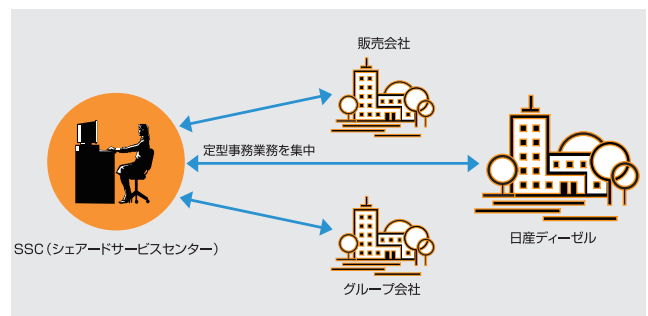 販売会社
定型事務業務を集中
日産ディーゼル
SSC（シェアードサービスセンター）
グループ会社